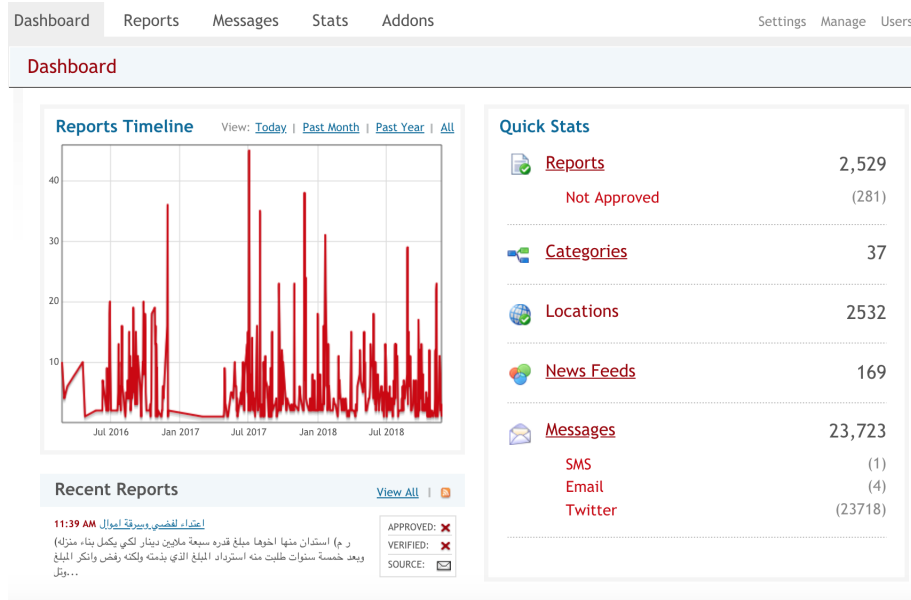 Dashboard Reports Messages Stats Addons
Settings Manage Users
Dashboard
Reports Timeline
View: Today | Past Month | Past Year | All
40
30
20
10
Jul 2016 Jan 2017 Jul 2017 Jan 2018 Jul 2018
Quick Stats
Reports 2,529
Not Approved (281)
Categories 37
Locations 2532
News Feeds 169
Messages 23,723
SMS (1)
Email (4)
Twitter (23718)
Recent Reports
View All |
11:39 AM اعتداء لفضبي وسرقة اموال
ر م) استدان منها اخوها مبلغ قدره سبعة ملايين دينار لكي يكمل بناء منزله)
وبعد خمسة سنوات طلبت منه استرداد المبلغ الذي بذمته ولكنه رفض وانكر المبلغ
وتل...
APPROVED:
VERIFIED:
SOURCE: